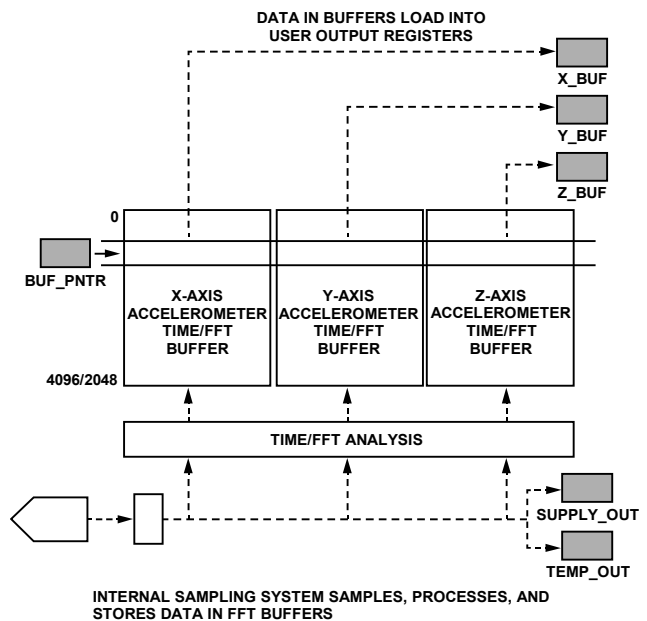 DATA IN BUFFERS LOAD INTO
USER OUTPUT REGISTERS
X_BUF
Y_BUF
Z_BUF
0
BUF_PNTR
X-AXIS
ACCELEROMETER
TIME/FFT
BUFFER
Y-AXIS
ACCELEROMETER
TIME/FFT
BUFFER
Z-AXIS
ACCELEROMETER
TIME/FFT
BUFFER
4096/2048
TIME/FFT ANALYSIS
SUPPLY_OUT
TEMP_OUT
INTERNAL SAMPLING SYSTEM SAMPLES, PROCESSES, AND
STORES DATA IN FFT BUFFERS